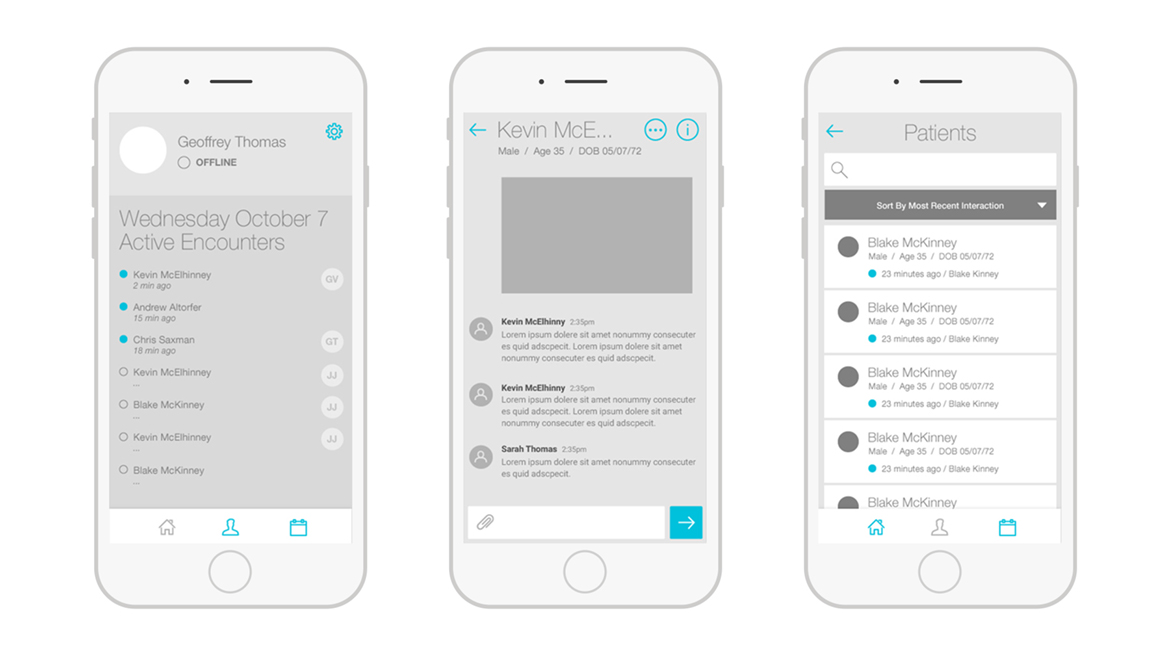 Geoffrey Thomas
OFFLINE
Wednesday October 7
Active Encounters
Kevin McElhinney
2 min ago
GV
Andrew Altorfer
15 min ago
Chris Saxman
18 min ago
GT
Kevin McElhinney
...
JJ
Blake McKinney
...
JJ
Kevin McElhinney
...
JJ
Blake McKinney
...
Kevin McE...
Male / Age 35 / DOB 05/07/72
Kevin McElhinny 2:35pm
Lorem ipsum dolere sit amet nonummy consecuter
es quid adscpecit. Lorem ipsum dolere sit amet
nonummy consecuter es quid adscpecit.
Kevin McElhinny 2:35pm
Lorem ipsum dolere sit amet nonummy consecuter
es quid adscpecit. Lorem ipsum dolere sit amet
nonummy consecuter es quid adscpecit.
Sarah Thomas 2:35pm
Lorem ipsum dolere sit amet nonummy consecuter
es quid adscpecit.
Patients
Sort By Most Recent Interaction
Blake McKinney
Male / Age 35 / DOB 05/07/72
23 minutes ago / Blake Kinney
Blake McKinney
Male / Age 35 / DOB 05/07/72
23 minutes ago / Blake Kinney
Blake McKinney
Male / Age 35 / DOB 05/07/72
23 minutes ago / Blake Kinney
Blake McKinney
Male / Age 35 / DOB 05/07/72
23 minutes ago / Blake Kinney
Blake McKinney